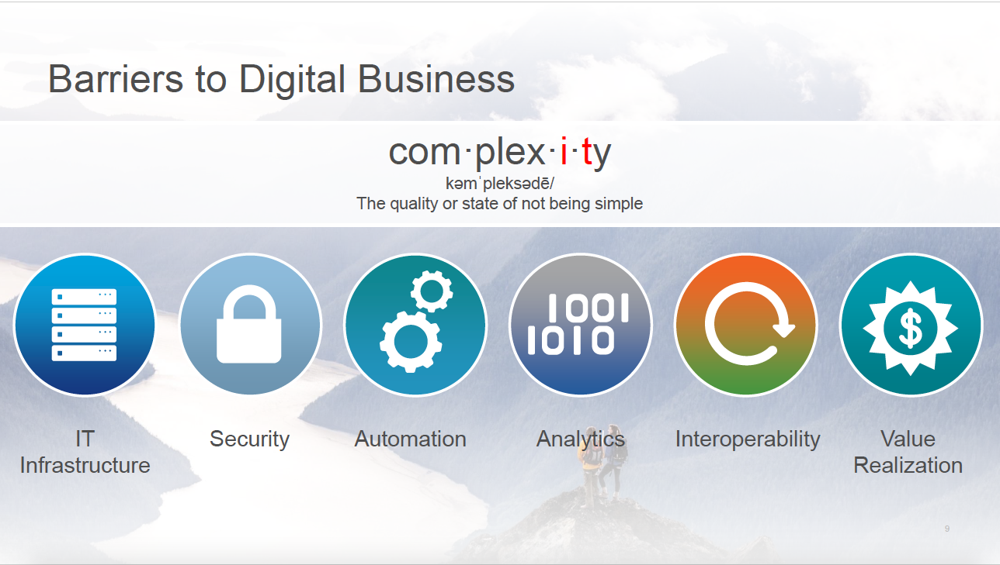 Barriers to Digital Business
com·plex·i·ty
kəmˈpleksədē/
The quality or state of not being simple
1001
1010
$
IT
Infrastructure
Security
Automation
Analytics
Interoperability
Value
Realization
9